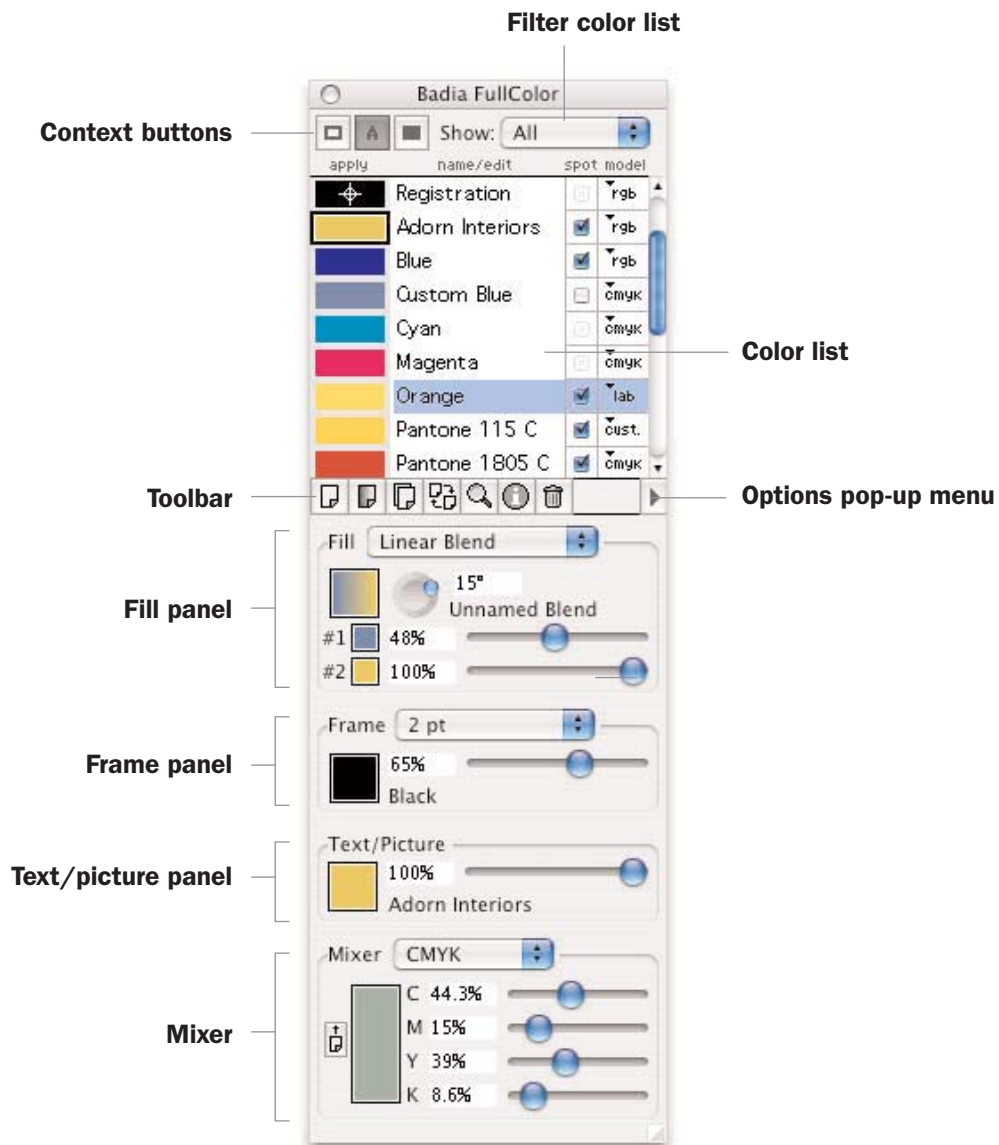 Filter color list
Badia FullColor
Context buttons
A Show: All
apply name/edit spot model
Registration rgb
Adorn Interiors rgb
Blue rgb
Custom Blue cmyk
Cyan cmyk
Magenta cmyk
Color list
Orange lab
Pantone 115 C cust.
Pantone 1805 C cmyk
Toolbar
Options pop-up menu
Fill Linear Blend
15°
Unnamed Blend
Fill panel
#1 48%
#2 100%
Frame 2 pt
Frame panel
65%
Black
Text/Picture
Text/picture panel
100%
Adorn Interiors
Mixer CMYK
C 44.3%
Mixer
M 15%
Y 39%
K 8.6%